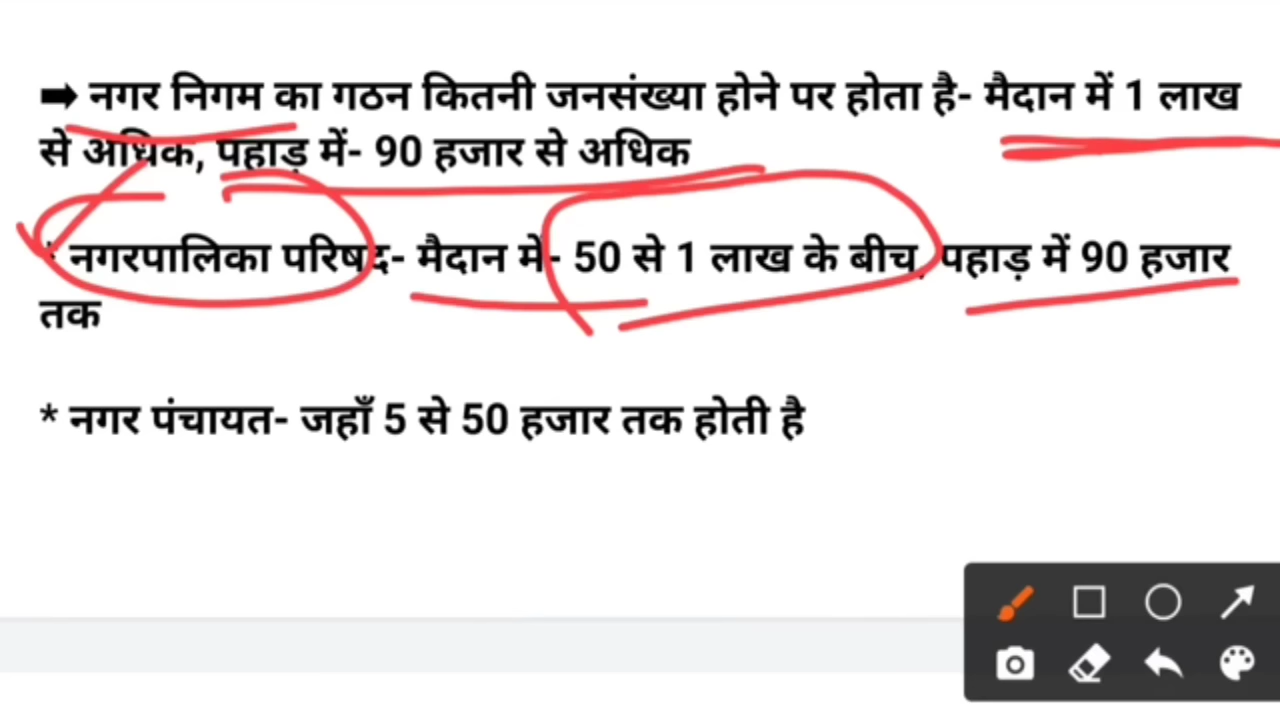 ➡ नगर निगम का गठन कितनी जनसंख्या होने पर होता है- मैदान में 1 लाख
से अधिक, पहाड़ में- 90 हजार से अधिक
* नगरपालिका परिषद- मैदान मे- 50 से 1 लाख के बीच, पहाड़ में 90 हजार
तक
* नगर पंचायत- जहाँ 5 से 50 हजार तक होती है